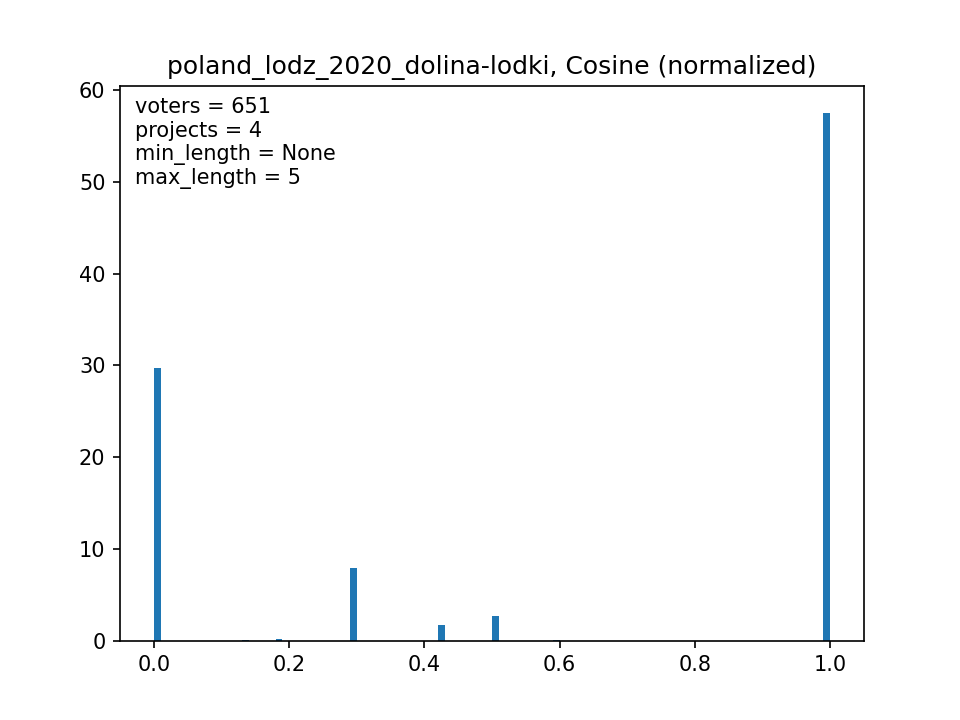 poland_lodz_2020_dolina-lodki, Cosine (normalized)
voters = 651
projects = 4
min_length = None
max_length = 5
60
50
40
30
20
10
0
0.0 0.2 0.4 0.6 0.8 1.0